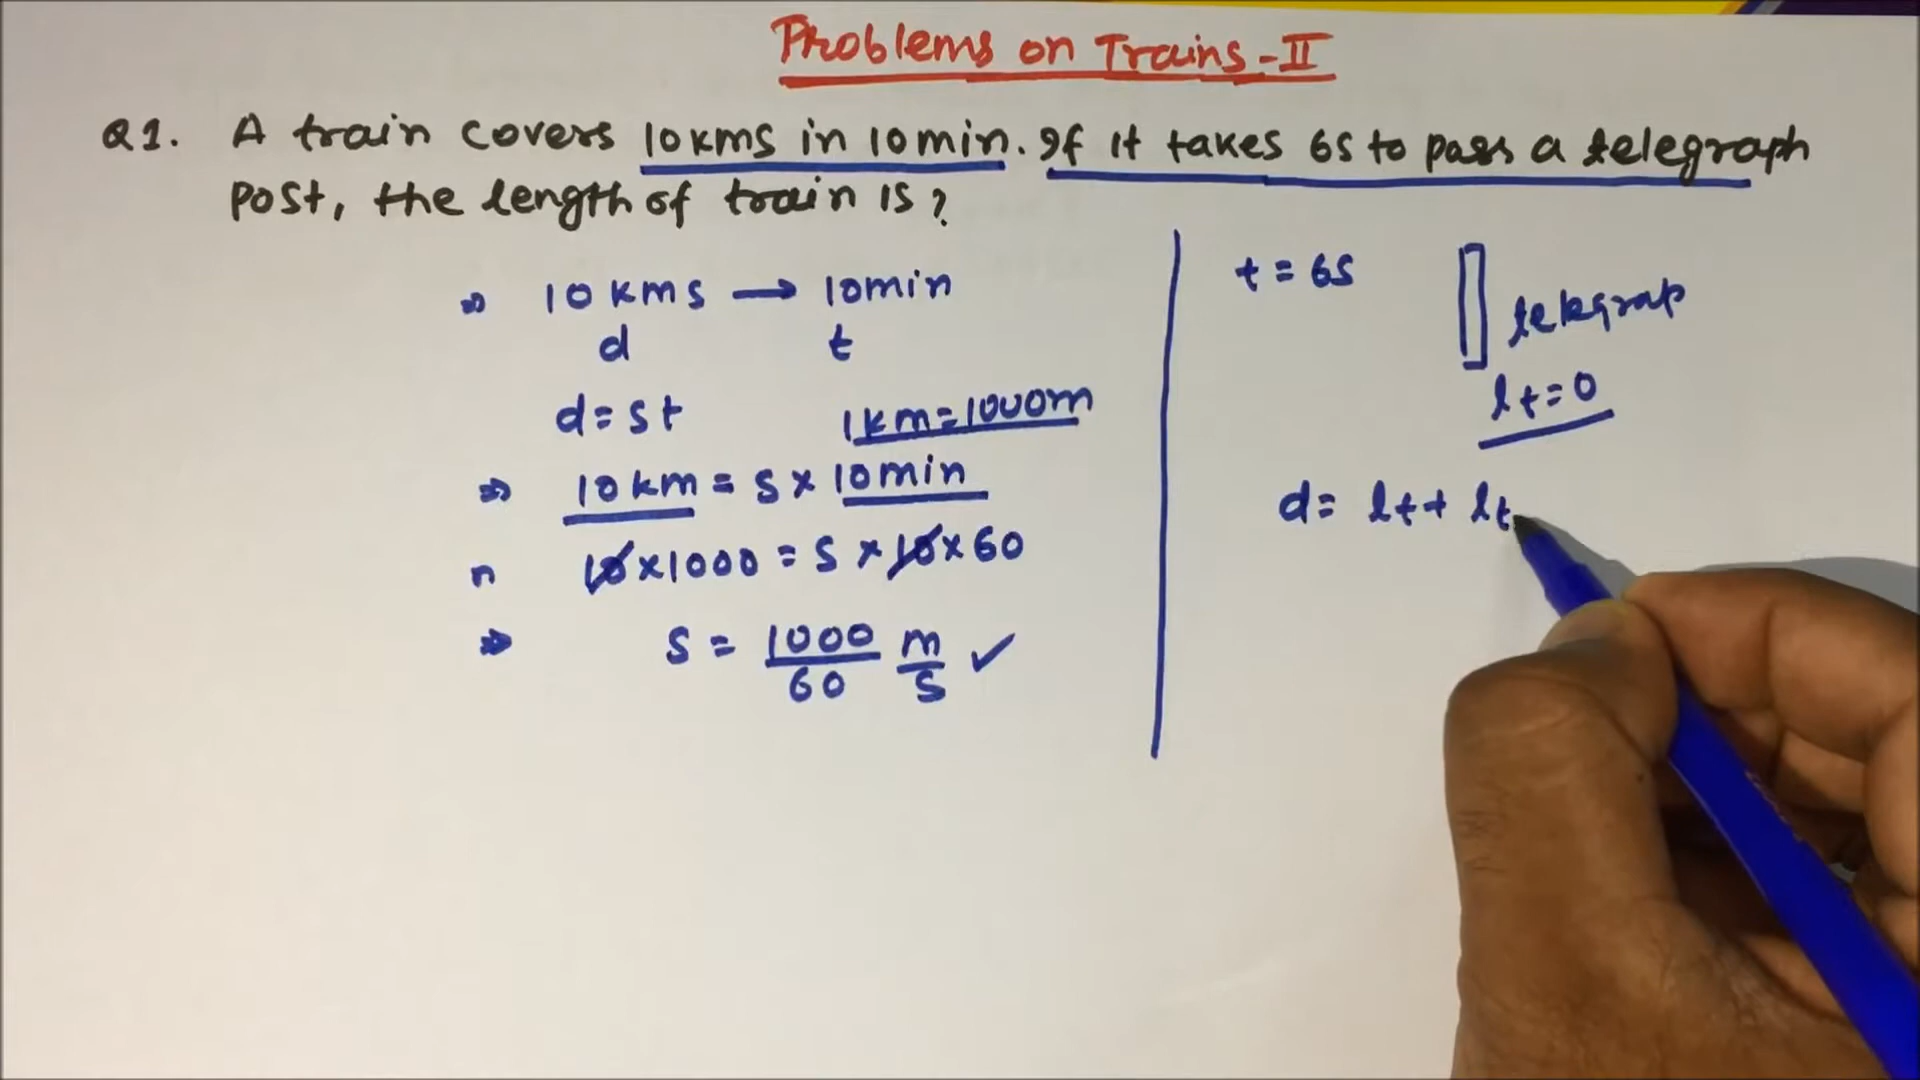 Problems on Trains-II
Q1. A train covers 10kms in 10min. If it takes 6s to pass a telegraph
post, the length of train is?
⇒ 10 kms → 10min
d t
d = st 1km=1000m
⇒ 10km = s × 10min
10×1000 = s × 10×60
⇒ s = 1000/60 m/s ✓
t = 6s
telegrap
lt=0
d= lt + lt